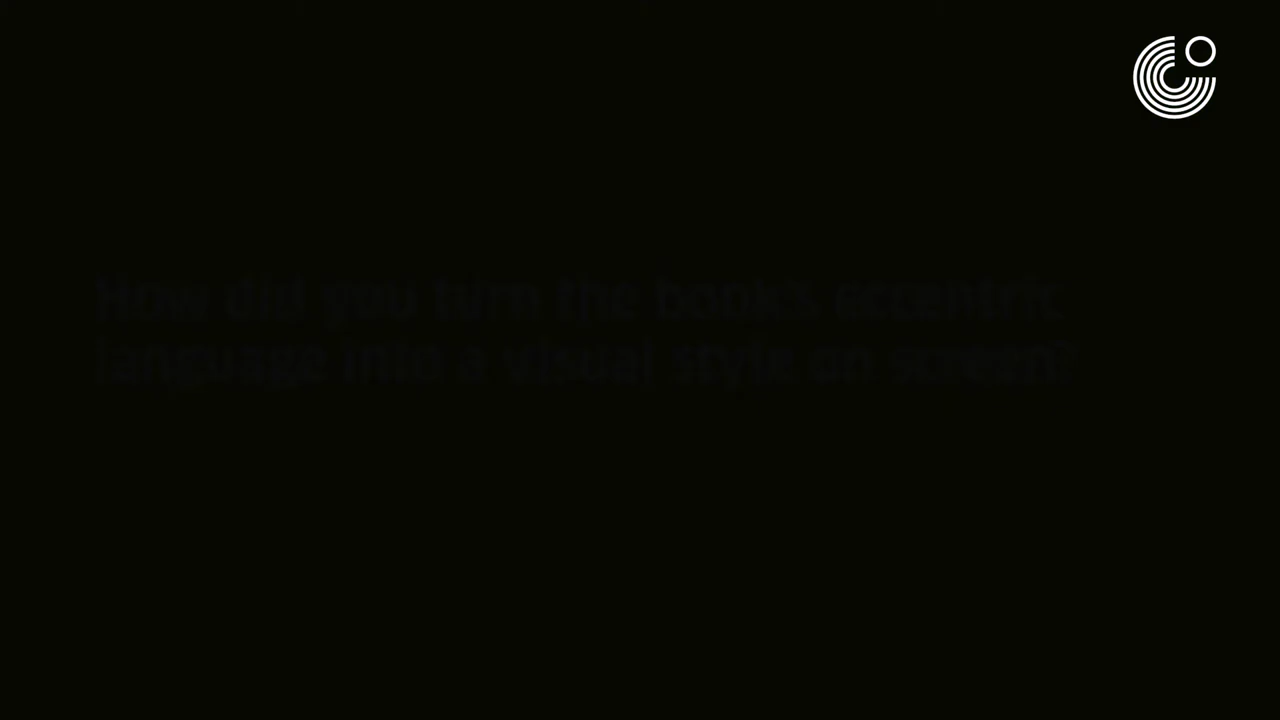 How did you turn the book's eccentric
language into a visual style on screen?